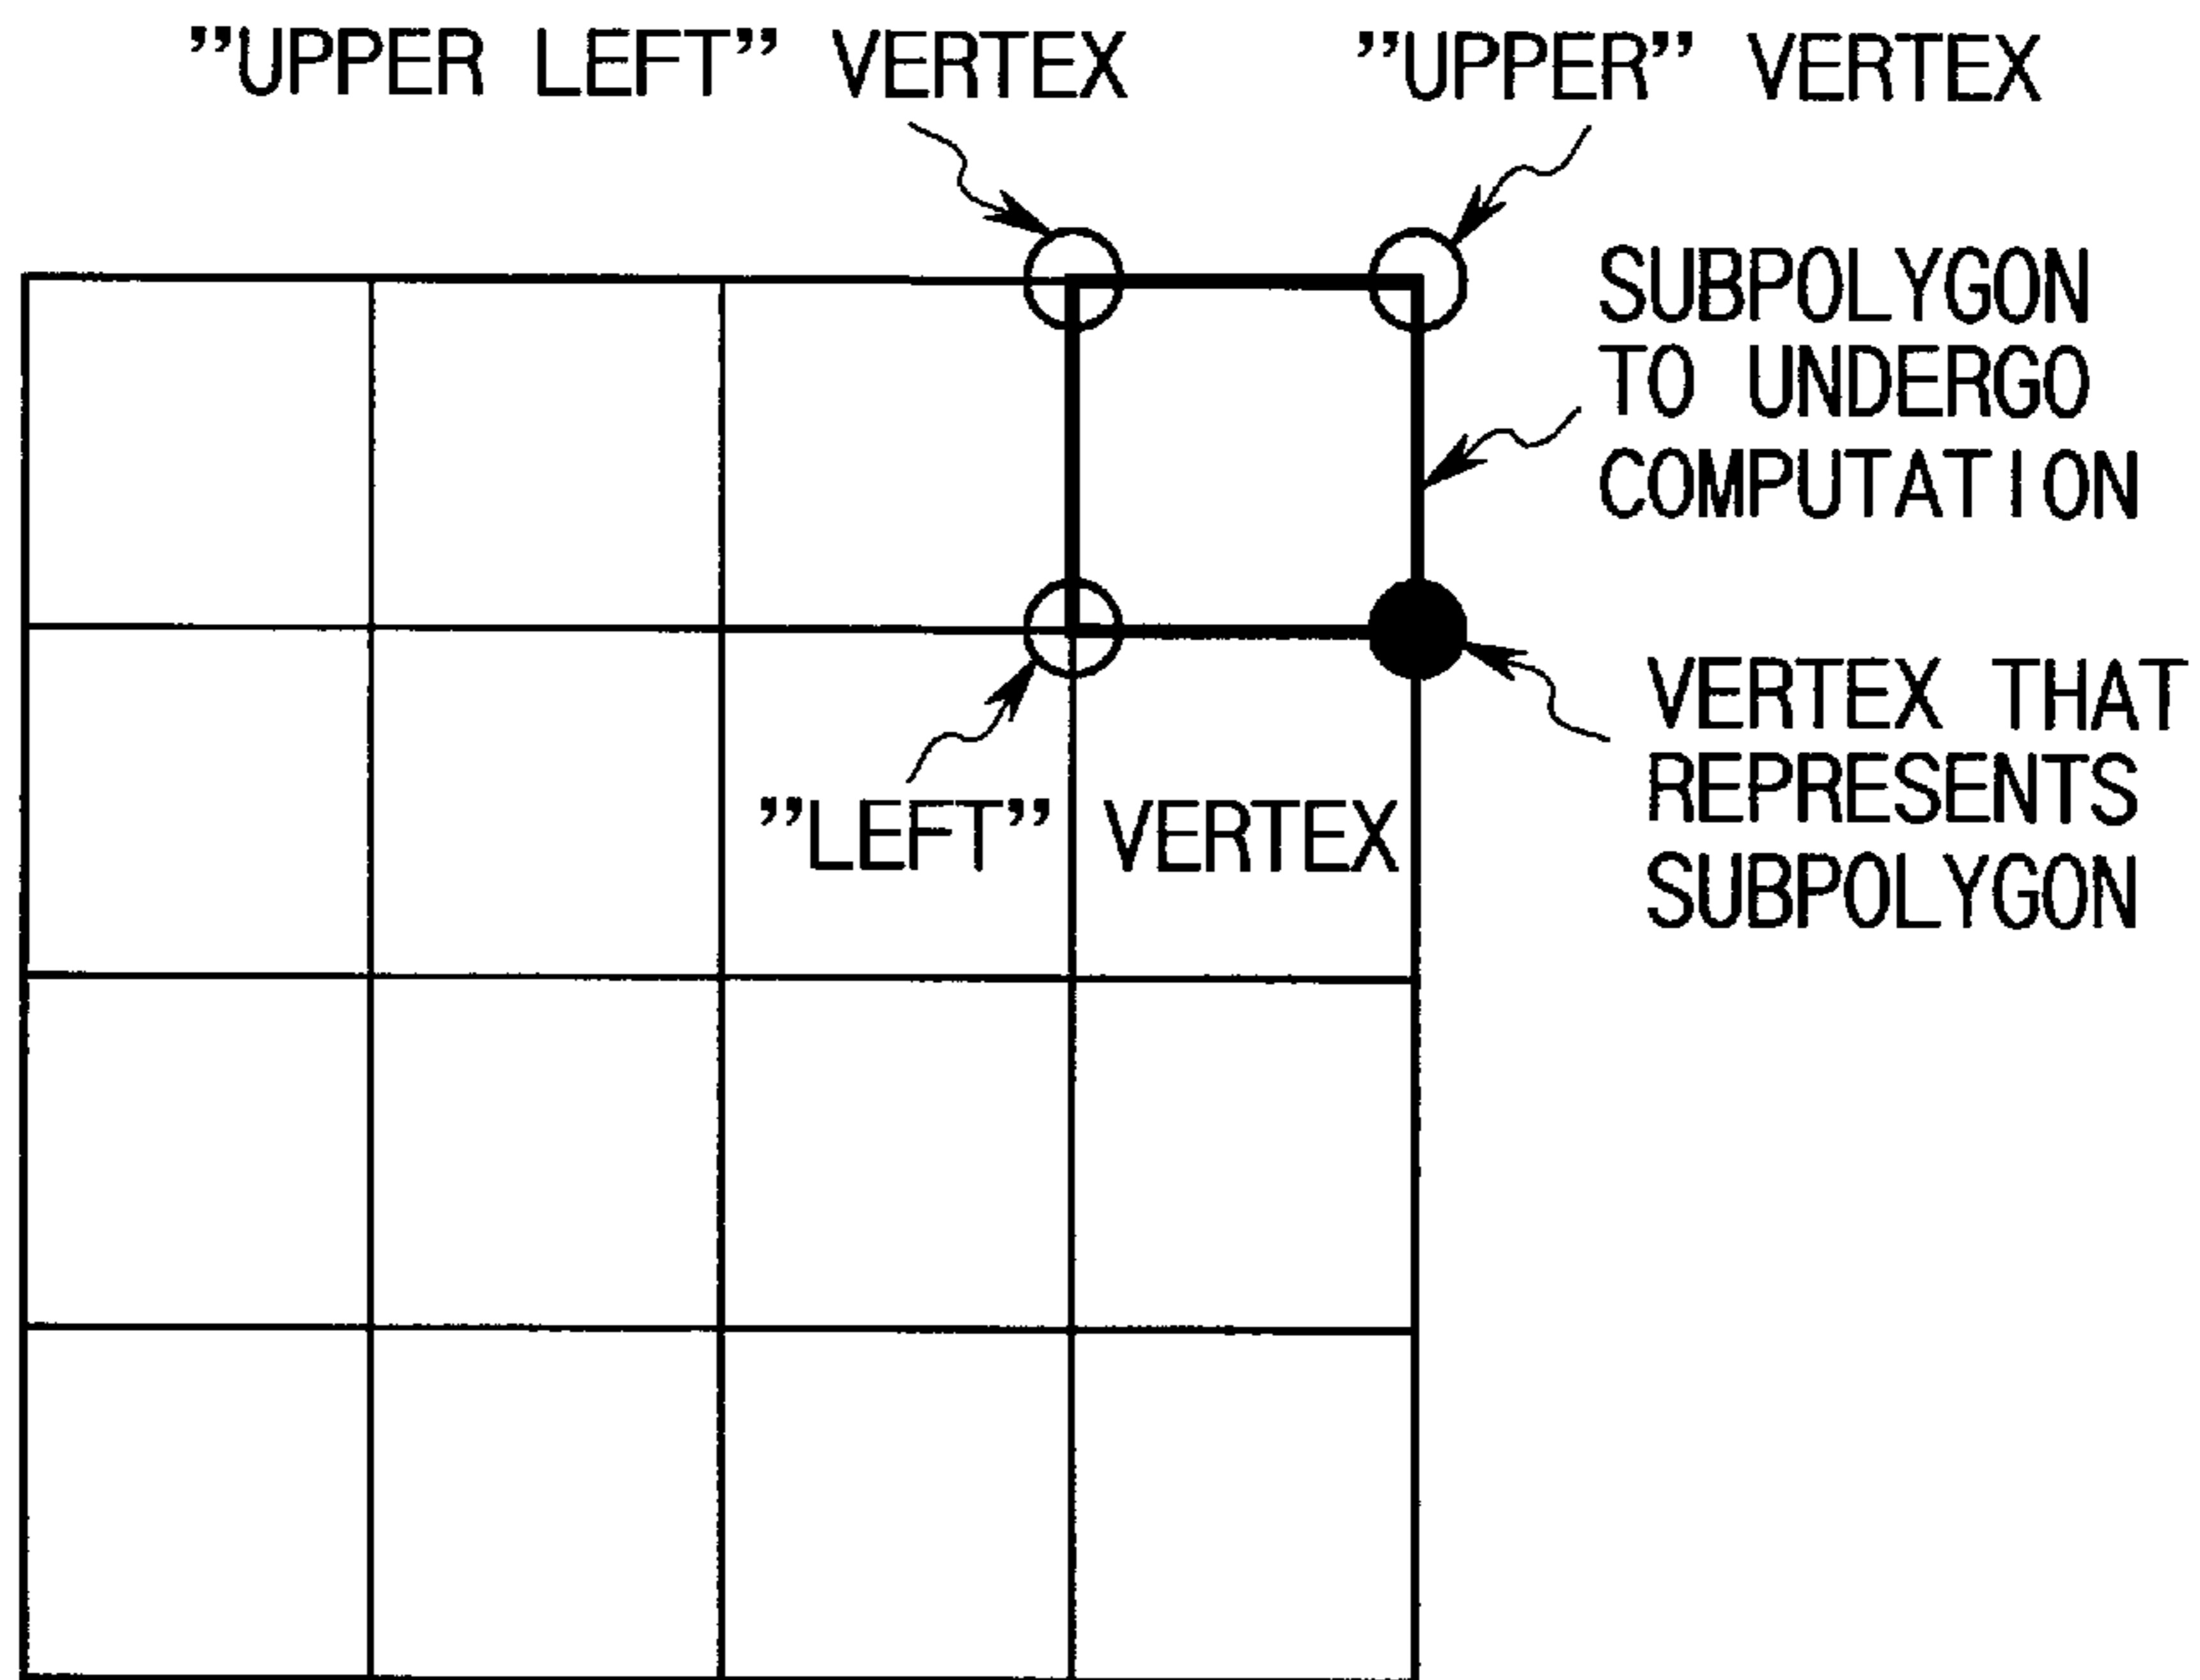 ”UPPER LEFT” VERTEX
”UPPER” VERTEX
SUBPOLYGON
TO UNDERGO
COMPUTATION
VERTEX THAT
REPRESENTS
SUBPOLYGON
”LEFT” VERTEX